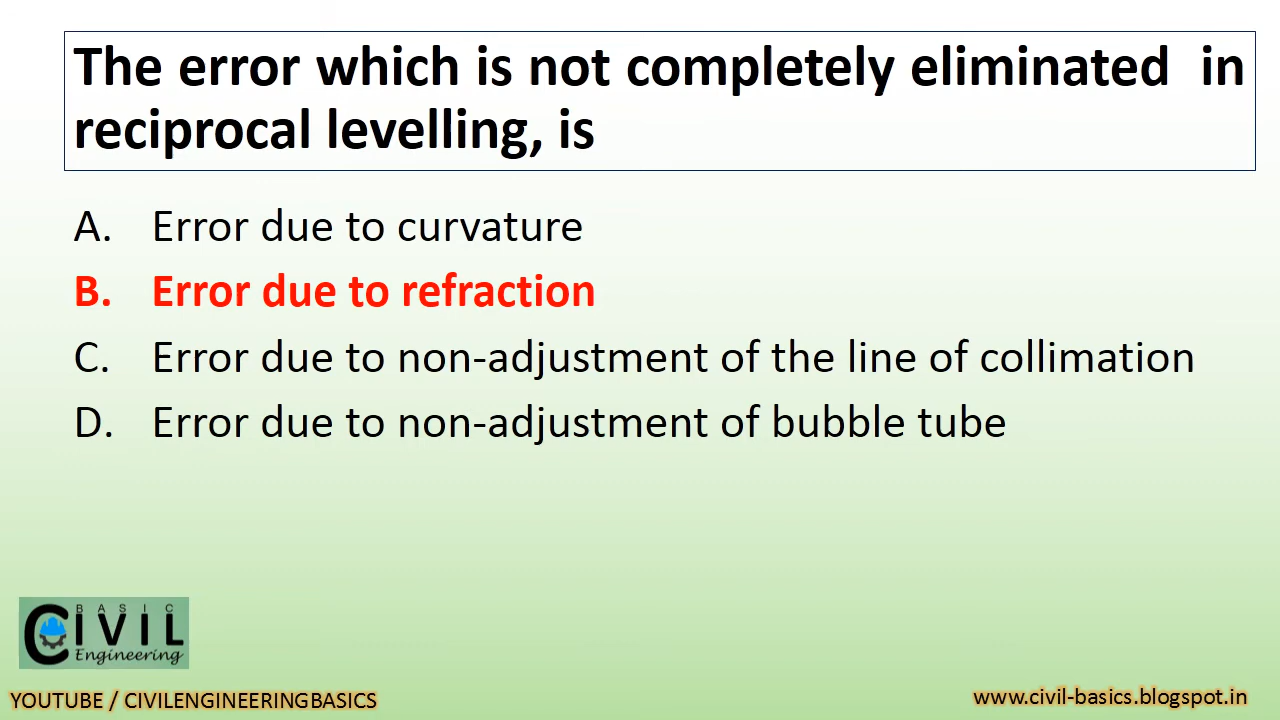 The error which is not completely eliminated in
reciprocal levelling, is
A. Error due to curvature
B. Error due to refraction
C. Error due to non-adjustment of the line of collimation
D. Error due to non-adjustment of bubble tube
BASIC
CIVIL
Engineering
YOUTUBE / CIVILENGINEERINGBASICS
www.civil-basics.blogspot.in